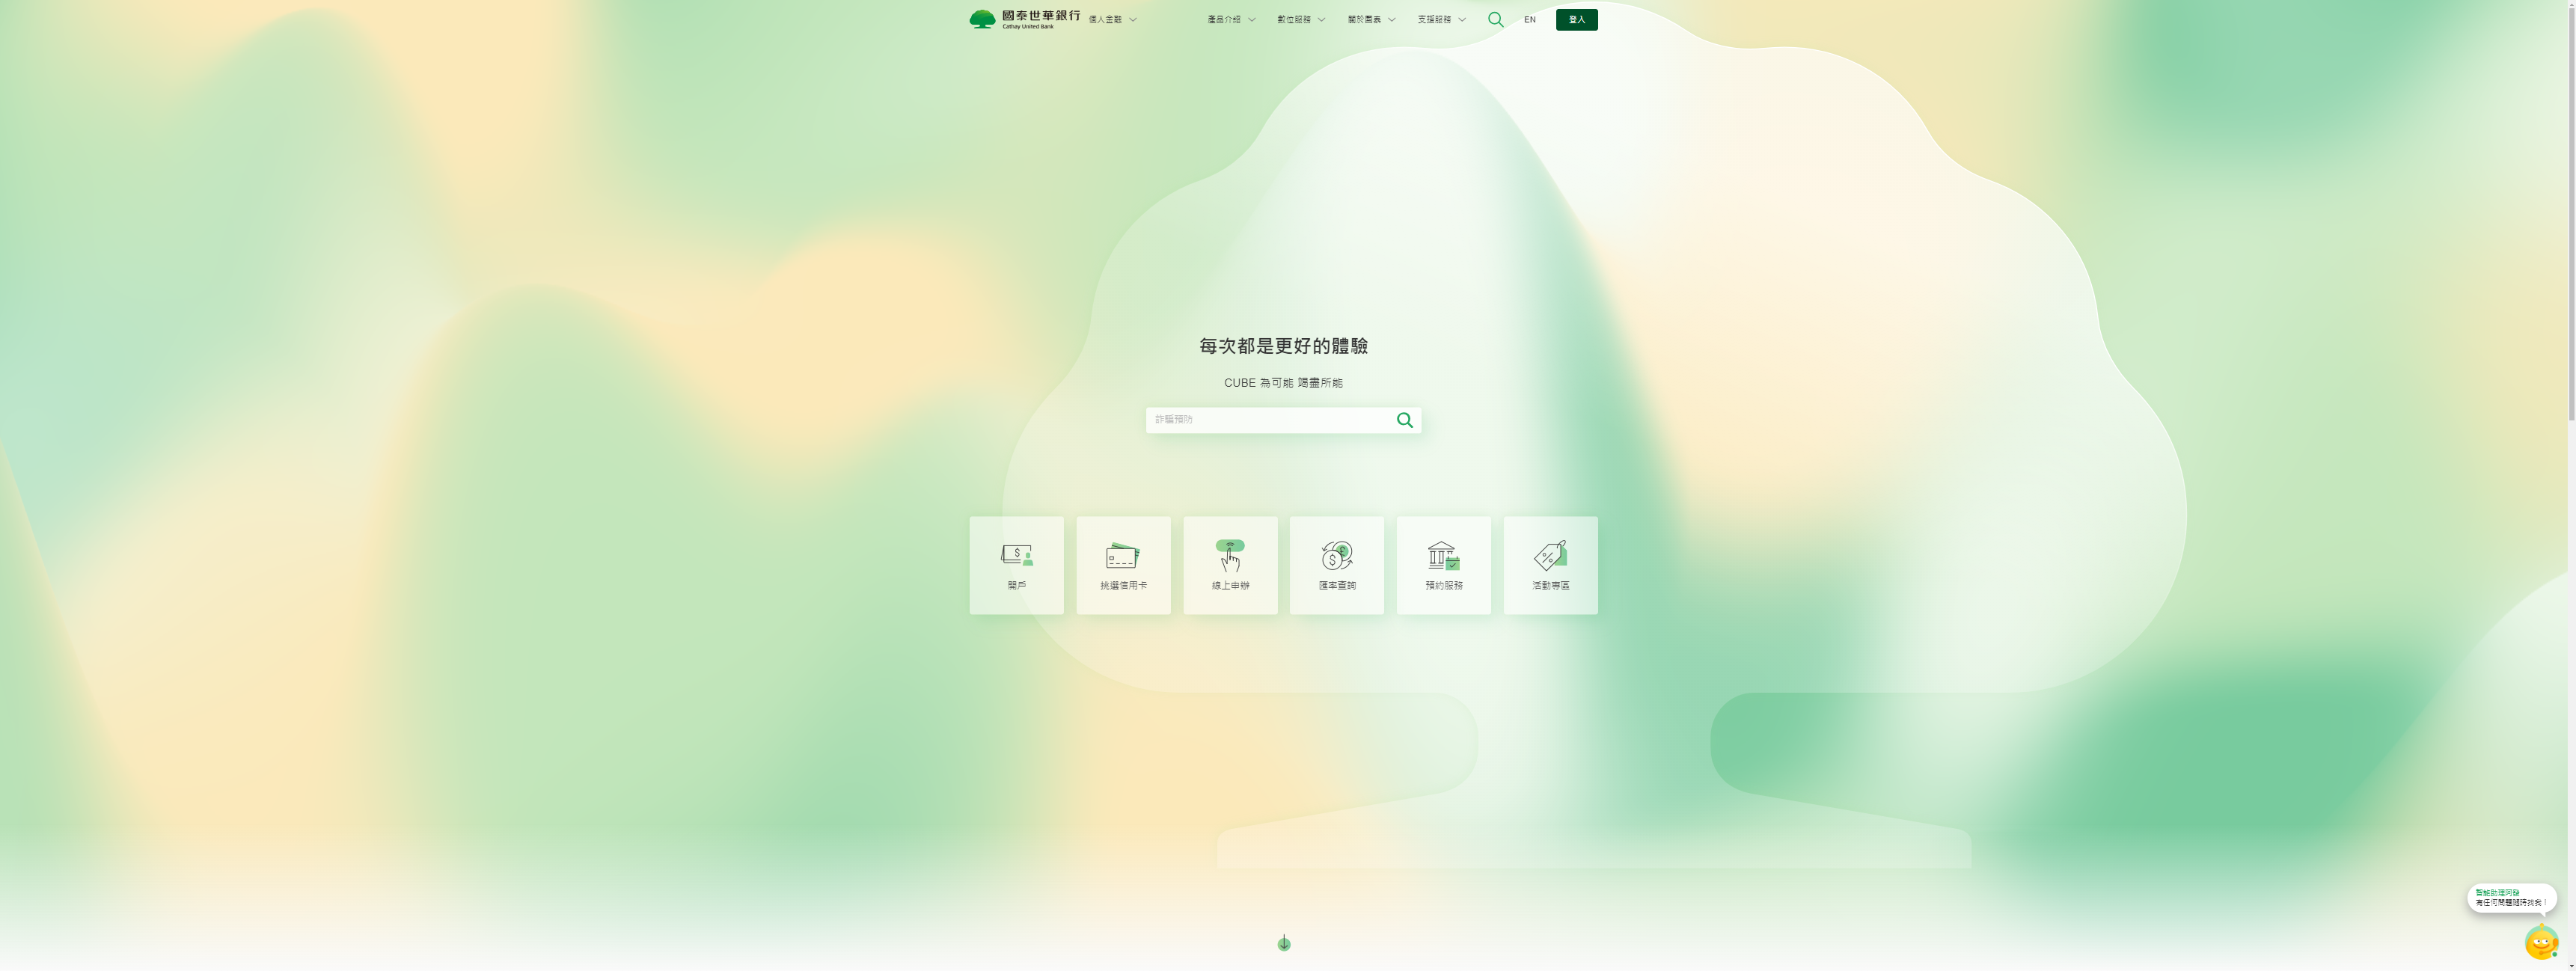 國泰世華銀行
Cathay United Bank
個人金融
產品介紹
數位服務
關於國泰
支援服務
EN
登入
每次都是更好的體驗
CUBE 為可能 竭盡所能
詐騙預防
開戶
挑選信用卡
線上申辦
匯率查詢
預約服務
活動專區
智能助理阿發
有任何問題隨時找我！